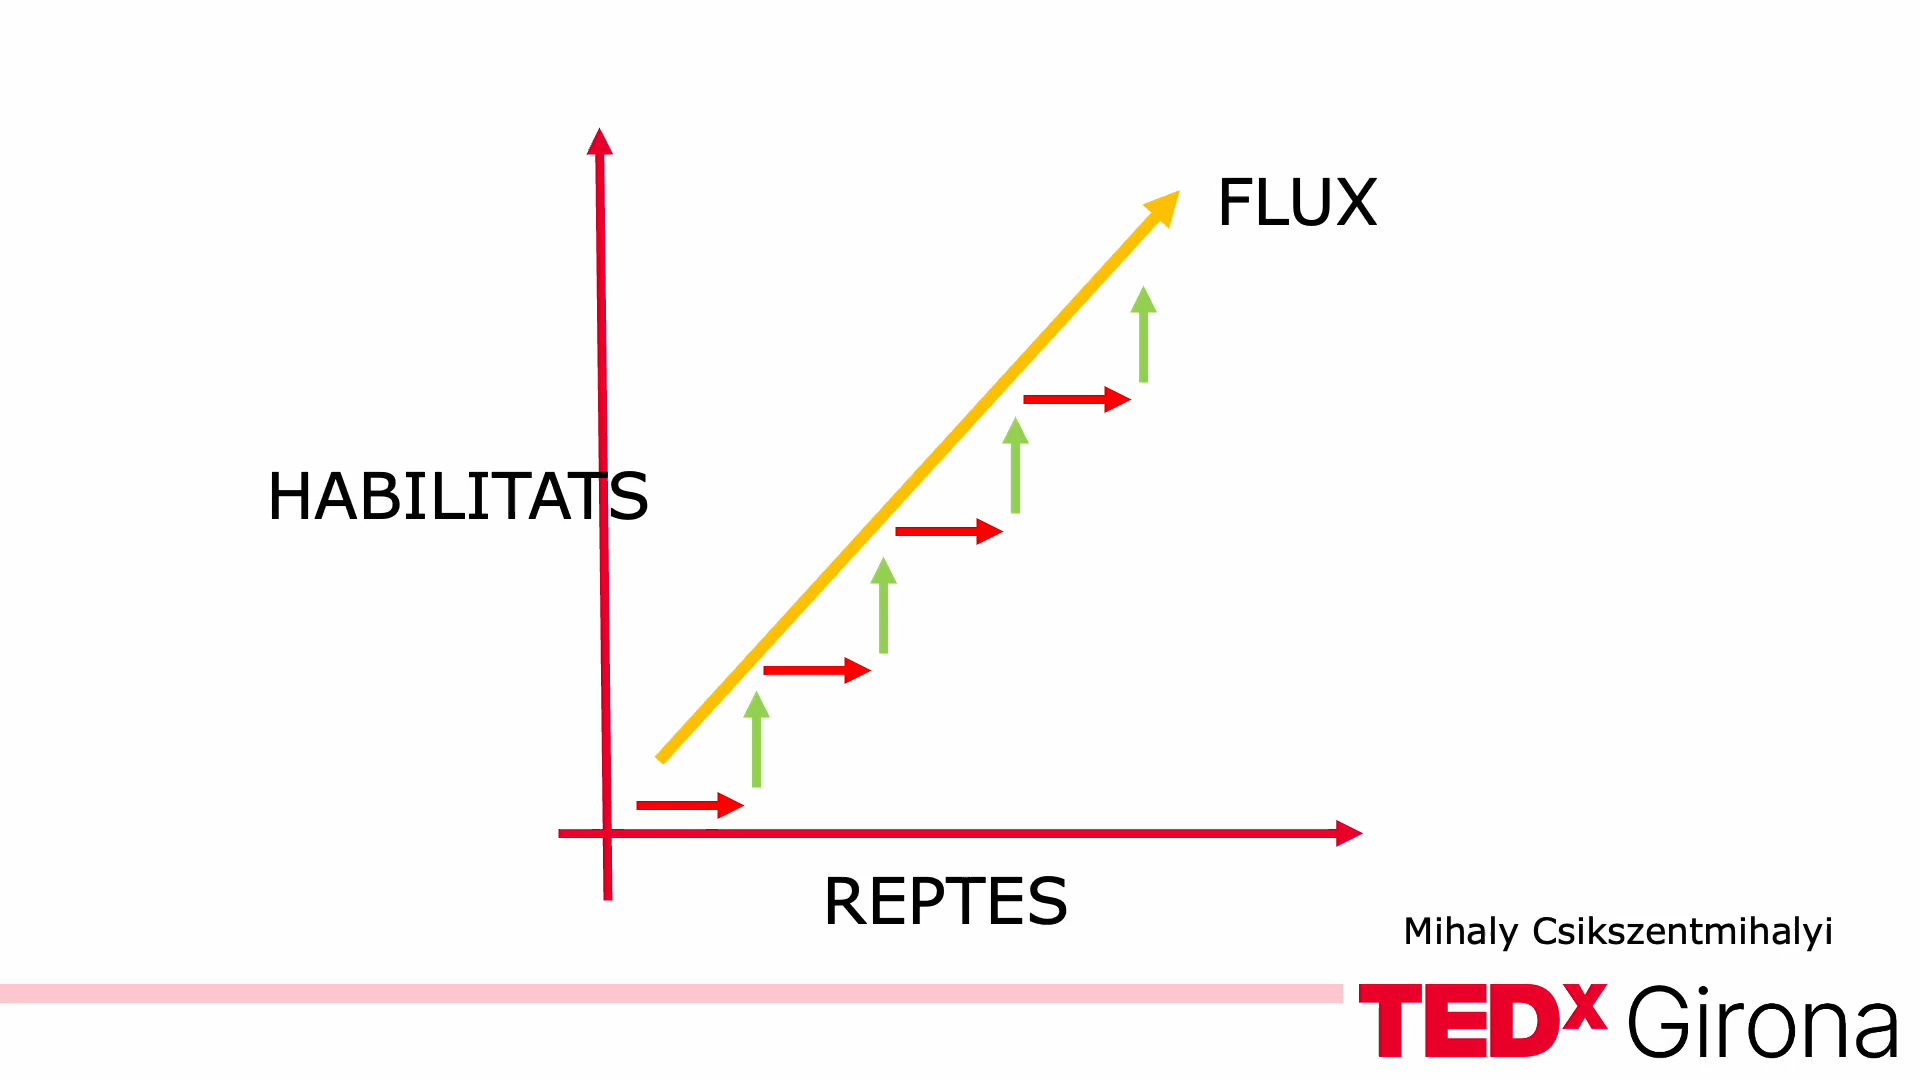 FLUX
HABILITATS
REPTES
Mihaly Csikszentmihalyi
TEDx Girona